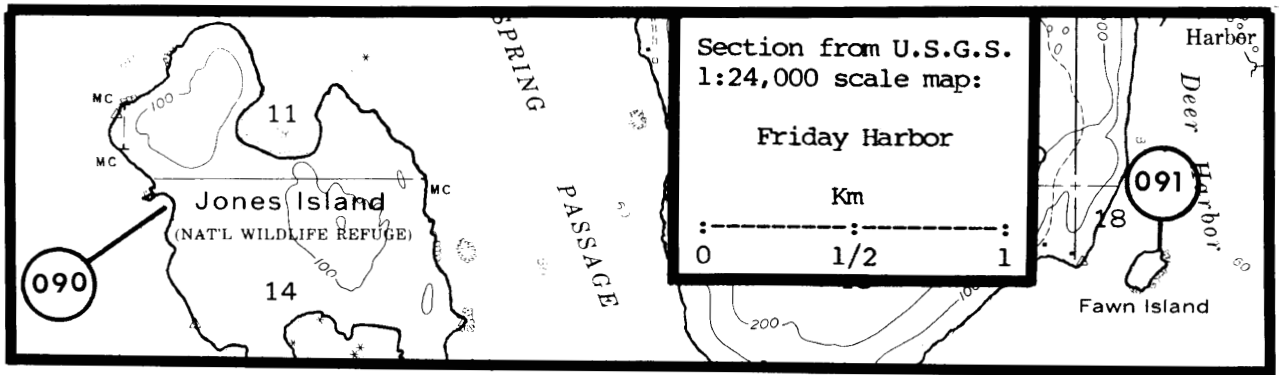 SPRING
PASSAGE
Section from U.S.G.S.
1:24,000 scale map:
Friday Harbor
Km
0 1/2 1
Harbor
Deer Harbor
MC
100
11
MC
MC
Jones Island
(NAT'L WILDLIFE REFUGE)
100
14
090
091
18
60
Fawn Island
200